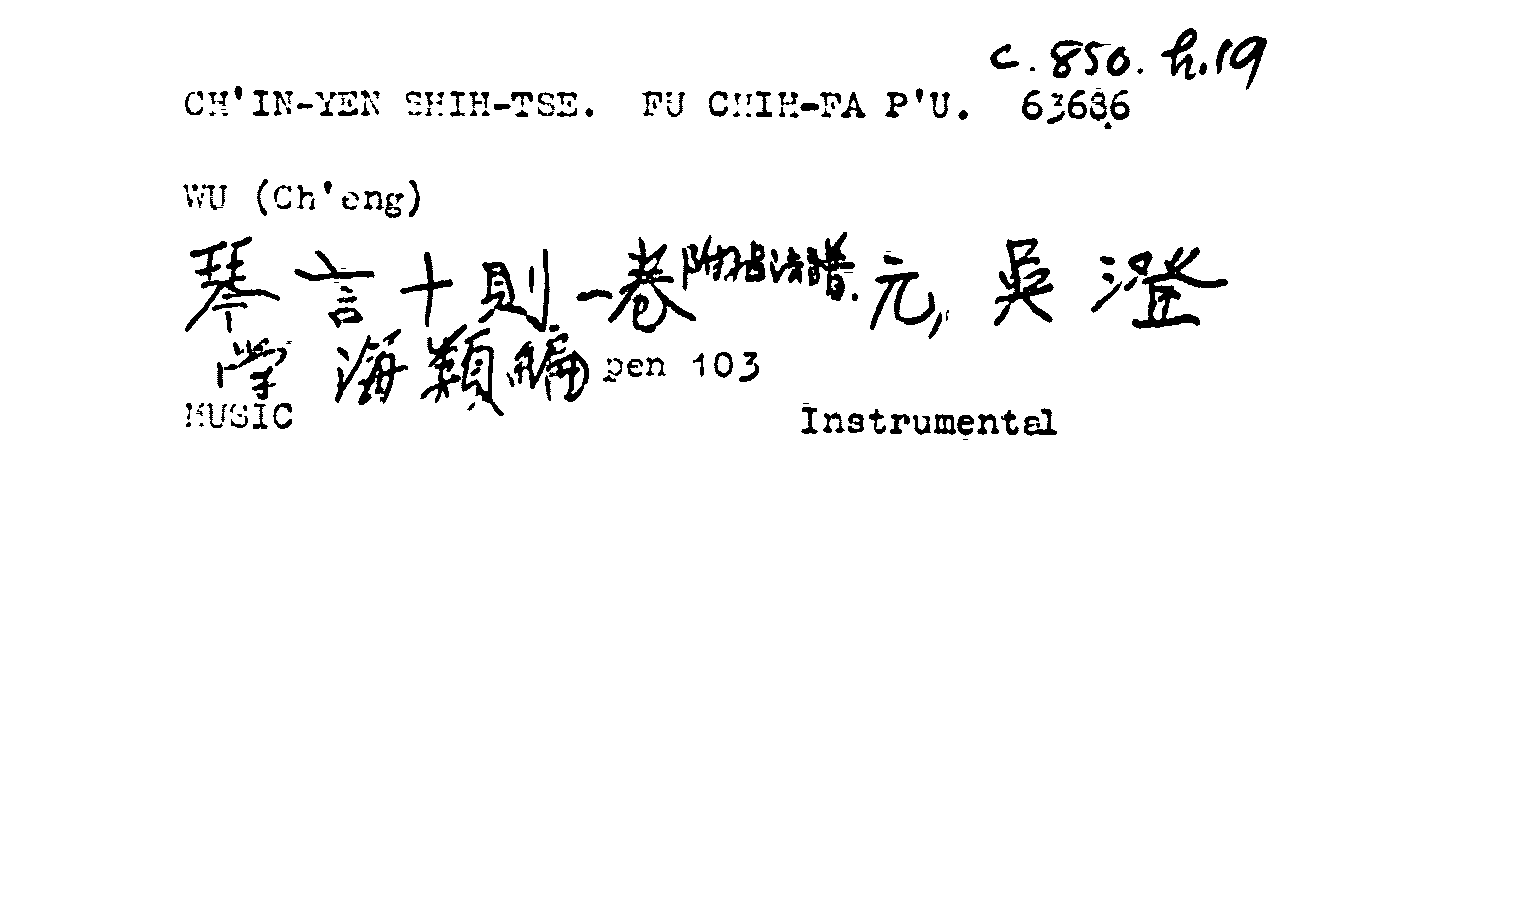 c. 850. h. 19
CH'IN-YEN SHIH-TSE. FU CHIH-FA P'U. 63686
WU (Ch'eng)
琴言十則一卷附指法譜. 元, 吳澄
学海類編 pen 103
MUSIC Instrumental